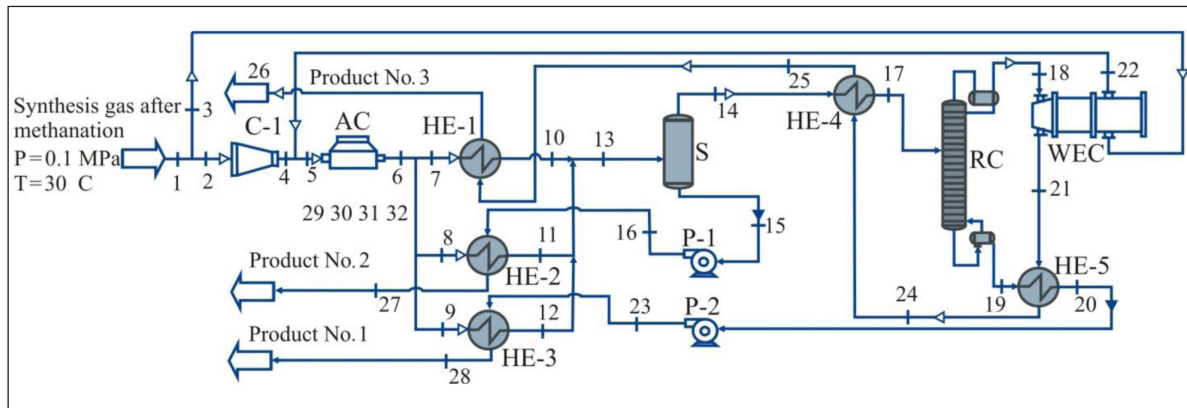 26
Product No. 3
Synthesis gas after
methanation
P=0.1 MPa
T=30 C
3
C-1
AC
HE-1
1
2
4
5
6
7
10
13
14
S
25
HE-4
17
RC
18
22
WEC
21
29 30 31 32
8
HE-2
11
16
P-1
15
Product No. 2
27
9
HE-3
12
23
P-2
24
19
HE-5
20
Product No. 1
28